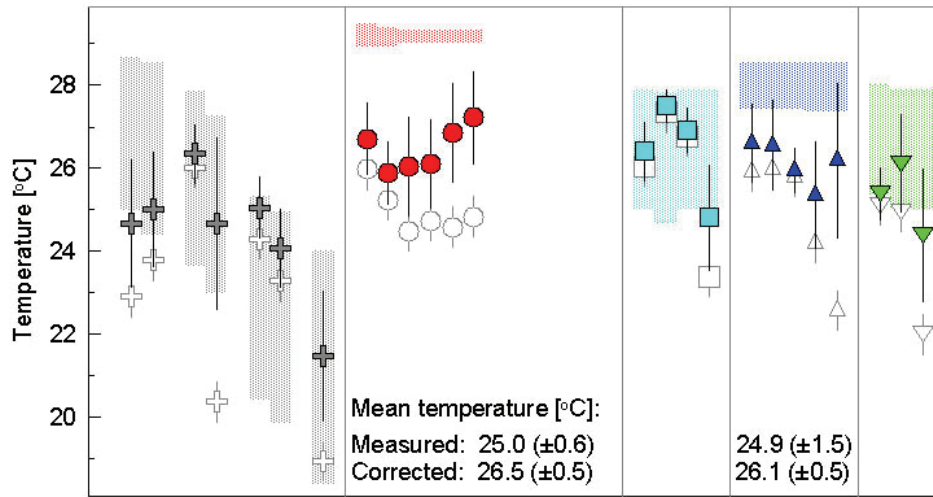 Temperature [°C]
28
26
24
22
20
Mean temperature [°C]:
Measured: 25.0 (±0.6) 24.9 (±1.5)
Corrected: 26.5 (±0.5) 26.1 (±0.5)